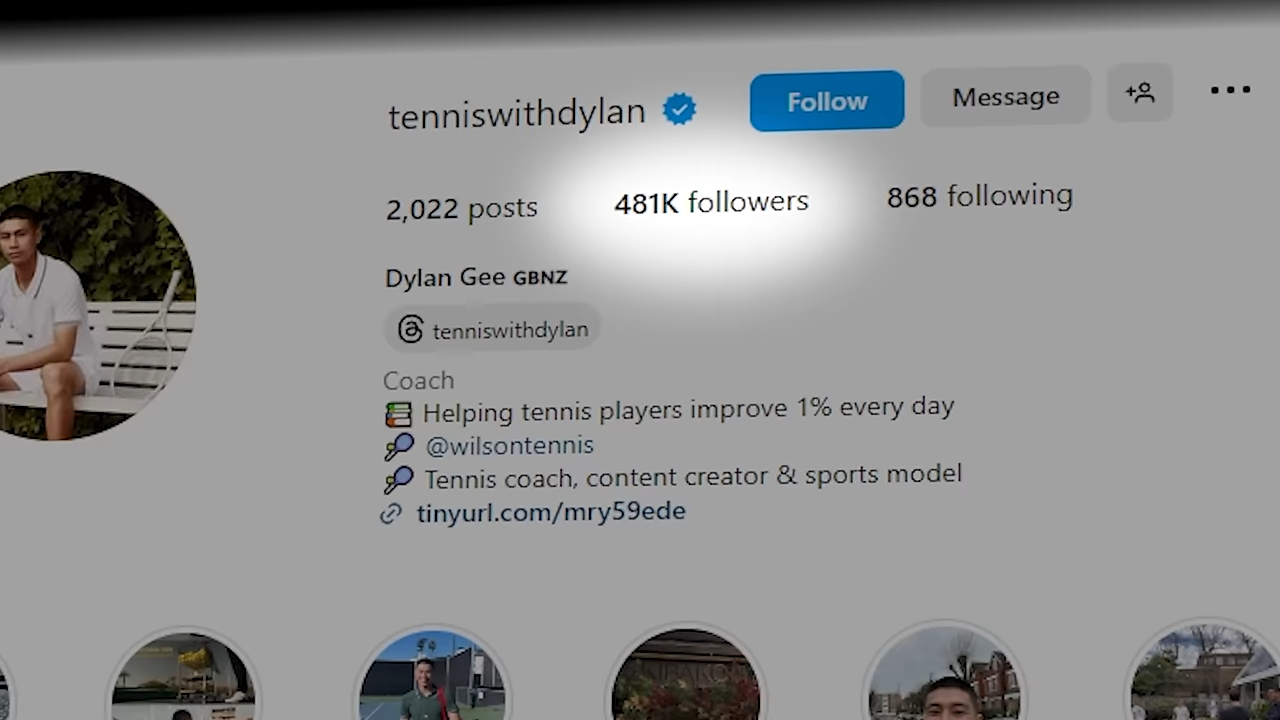 tenniswithdylan
Follow
Message
2,022 posts
481K followers
868 following
Dylan Gee GBNZ
tenniswithdylan
Coach
Helping tennis players improve 1% every day
@wilsontennis
Tennis coach, content creator & sports model
tinyurl.com/mry59ede